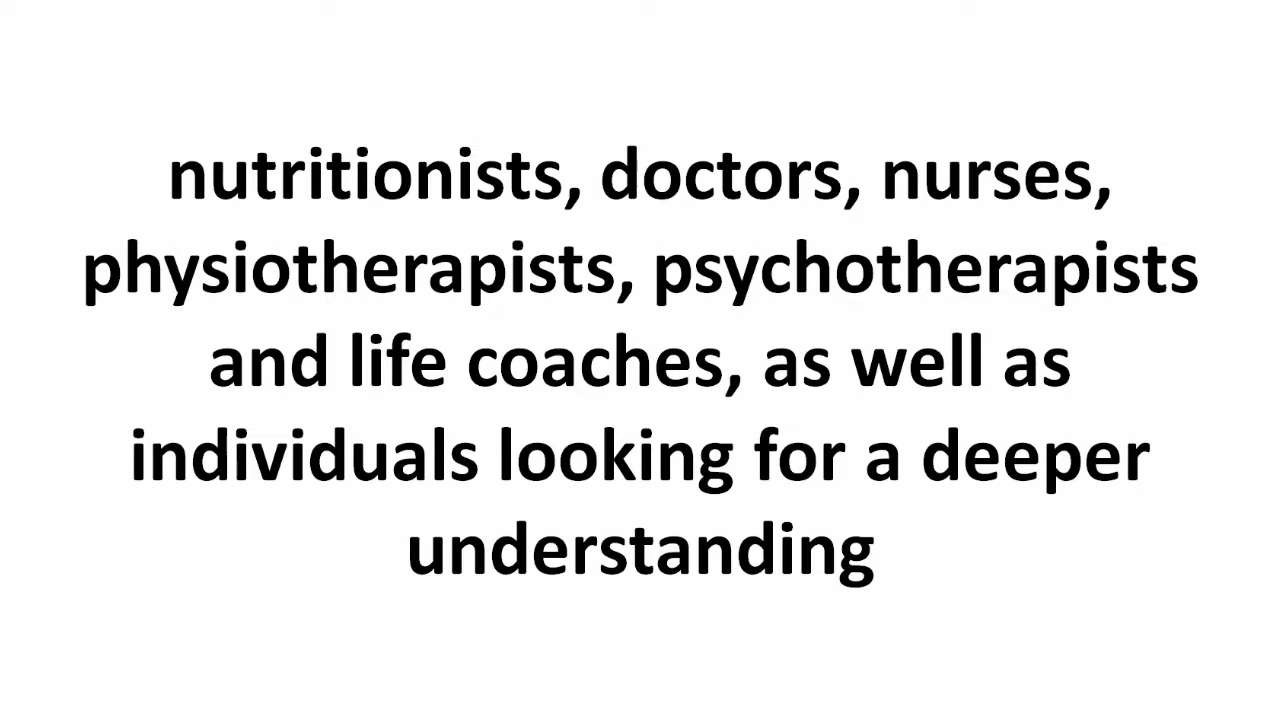 nutritionists, doctors, nurses,
physiotherapists, psychotherapists
and life coaches, as well as
individuals looking for a deeper
understanding